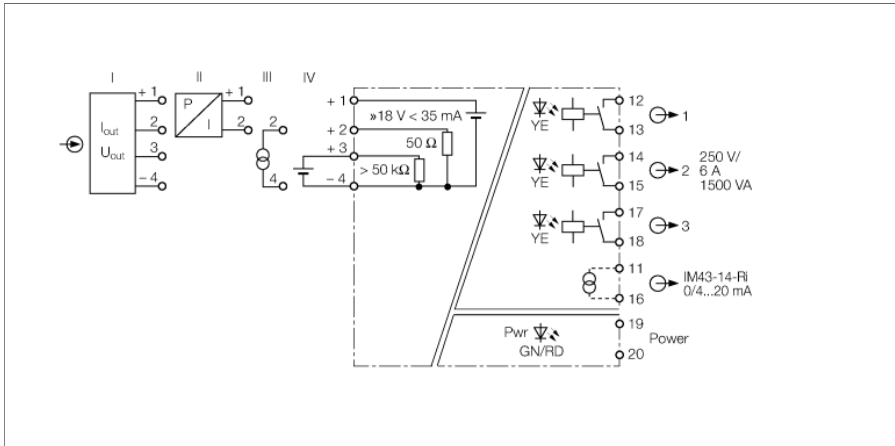 I II III IV
+ 1
I out
U out
2
3
– 4
P
I
+ 1
2
2
4
+ 1
+ 2
+ 3
– 4
»18 V < 35 mA
50 Ω
> 50 kΩ
YE
12
13
1
YE
14
15
2
250 V/
6 A
1500 VA
YE
17
18
3
11
16
IM43-14-Ri
0/4...20 mA
Pwr
GN/RD
19
20
Power